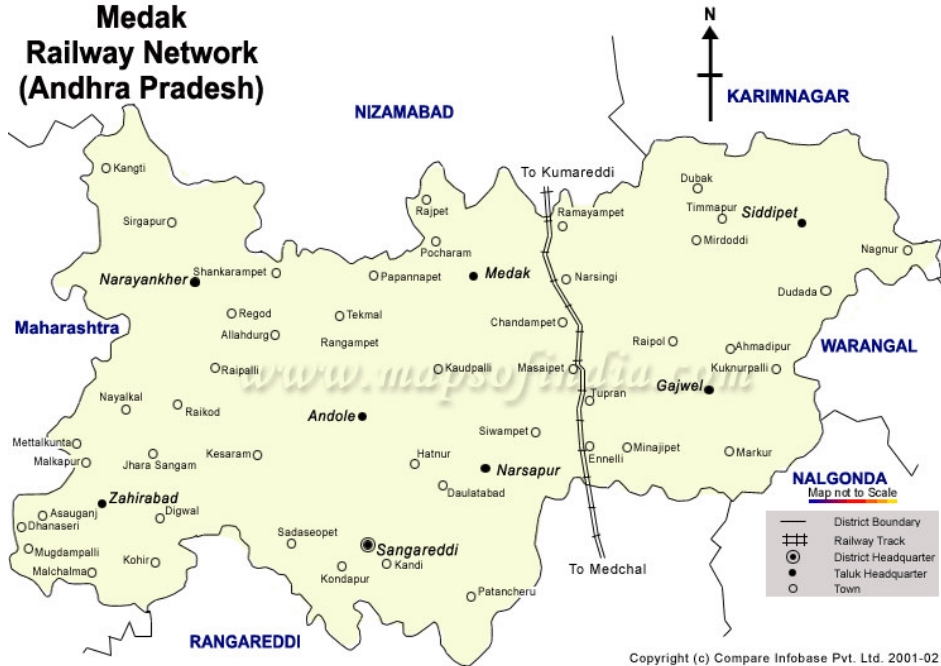 Medak
Railway Network
(Andhra Pradesh)
N
KARIMNAGAR
NIZAMABAD
Kangti
To Kumareddi
Dubak
Rajpet
Timmapur
Siddipet
Sirgapur
Ramayampet
Mirdoddi
Pocharam
Nagnur
Shankarampet
Papannapet
Medak
Narsingi
Narayankher
Dudada
Regod
Tekmal
Chandampet
Maharashtra
Allahdurg
Rangampet
Raipol
Ahmadipur
WARANGAL
www.mapsofindia.com
Raipalli
Kaudpalli
Masaipet
Kuknurpalli
Gajwel
Nayalkal
Raikod
Andole
Tupran
Siwampet
Mettalkunta
Malkapur
Jhara Sangam
Kesaram
Hatnur
Narsapur
Ennelli
Minajipet
Markur
Daulatabad
NALGONDA
Map not to Scale
Zahirabad
Asauganj
Digwal
Dhanaseri
Sadaseopet
Sangareddi
Mugdampalli
Kohir
Malchalma
Kondapur
Kandi
To Medchal
Patancheru
RANGAREDDI
District Boundary
Railway Track
District Headquarter
Taluk Headquarter
Town
Copyright (c) Compare Infobase Pvt. Ltd. 2001-02